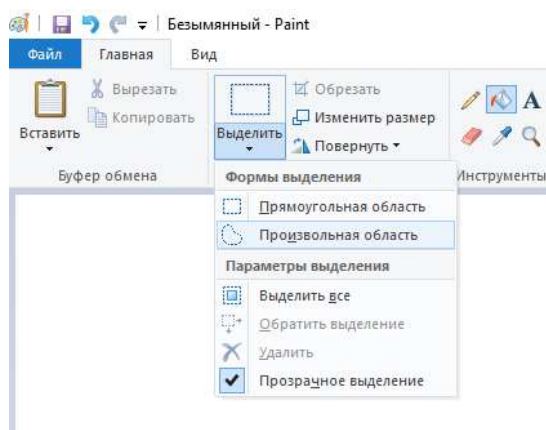 Безымянный - Paint
Файл Главная Вид
Вставить
Вырезать
Копировать
Буфер обмена
Выделить
Обрезать
Изменить размер
Повернуть
A
Инструменты
Формы выделения
Прямоугольная область
Произвольная область
Параметры выделения
Выделить все
Обратить выделение
Удалить
Прозрачное выделение